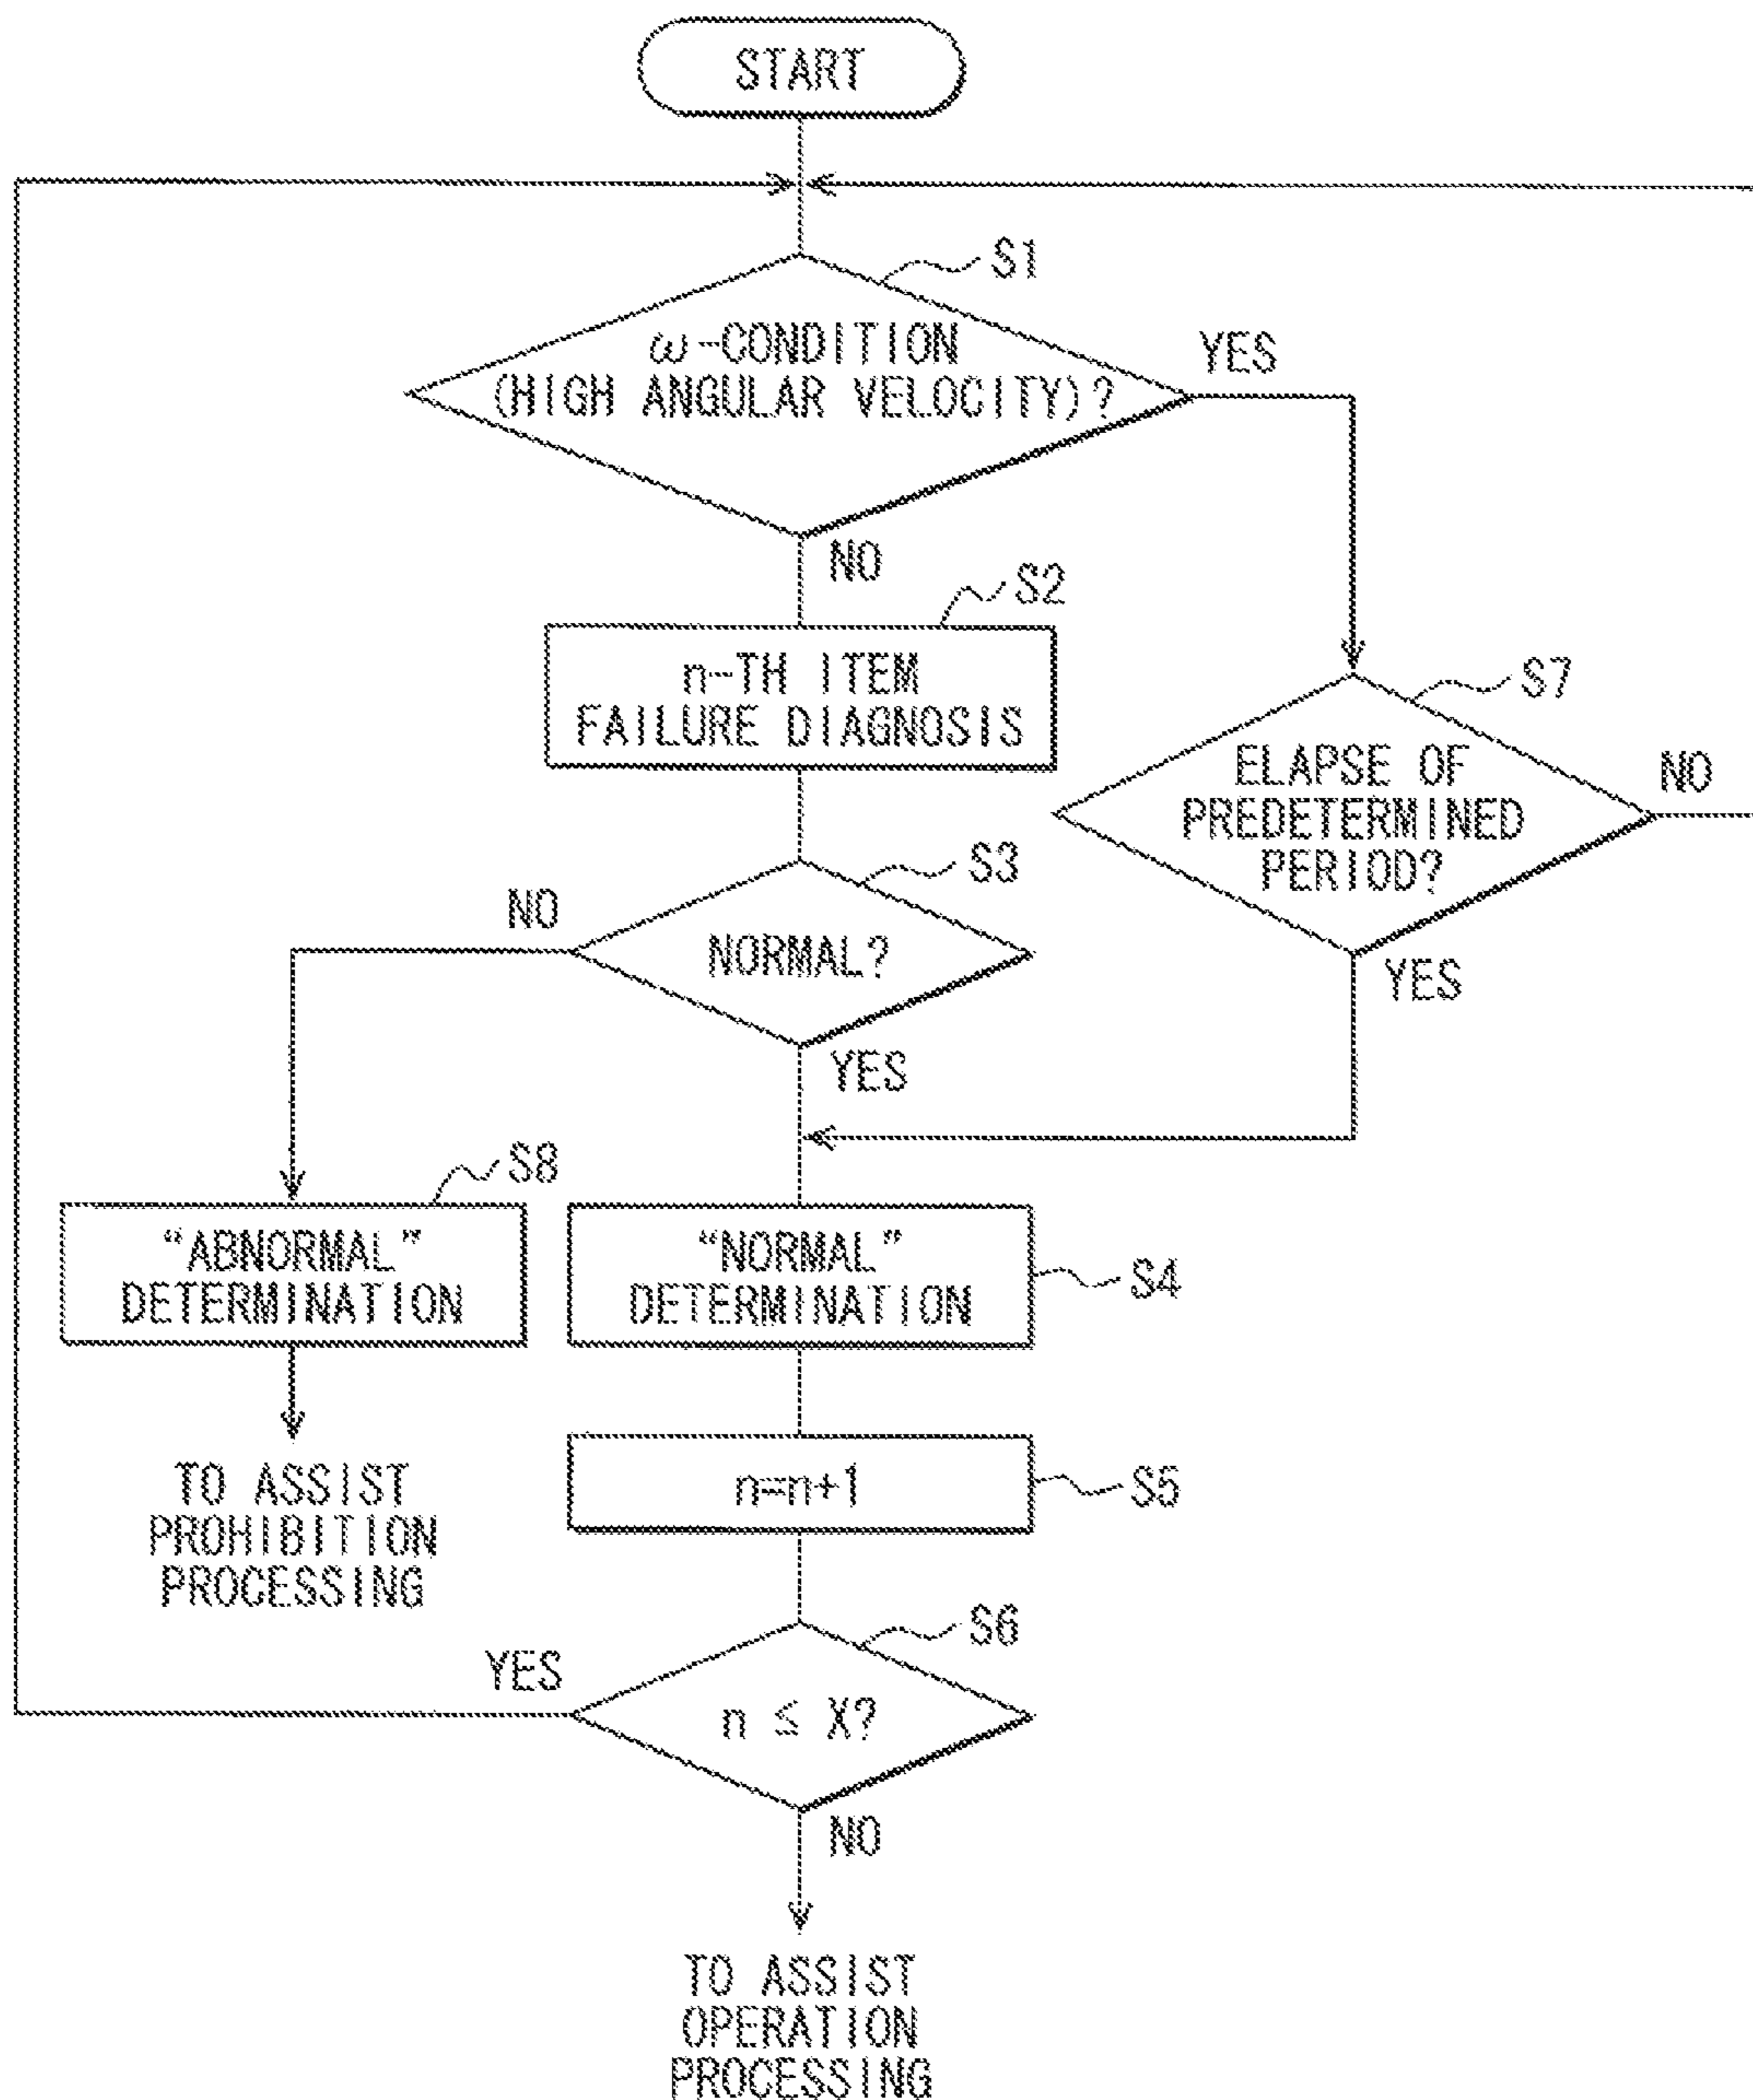 START
S1
ω-CONDITION
(HIGH ANGULAR VELOCITY)?
YES
NO
S2
n-TH ITEM
FAILURE DIAGNOSIS
S7
ELAPSE OF
PREDETERMINED
PERIOD?
NO
YES
S3
NO
NORMAL?
YES
S8
“ABNORMAL”
DETERMINATION
“NORMAL”
DETERMINATION
S4
TO ASSIST
PROHIBITION
PROCESSING
n=n+1
S5
S6
YES
n ≤ X?
NO
TO ASSIST
OPERATION
PROCESSING